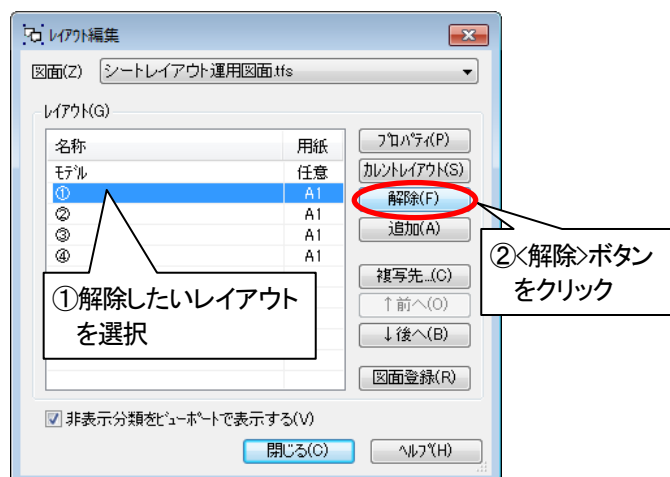 レイアウト編集
図面(Z) シートレイアウト運用図面.tfs
レイアウト(G)
名称 用紙
モデル 任意
① A1
② A1
③ A1
④ A1
プロパティ(P)
カレントレイアウト(S)
解除(F)
追加(A)
複写先...(C)
↑前へ(O)
↓後へ(B)
図面登録(R)
①解除したいレイアウト
を選択
②<解除>ボタン
をクリック
非表示分類をビューポートで表示する(V)
閉じる(C) ヘルプ(H)